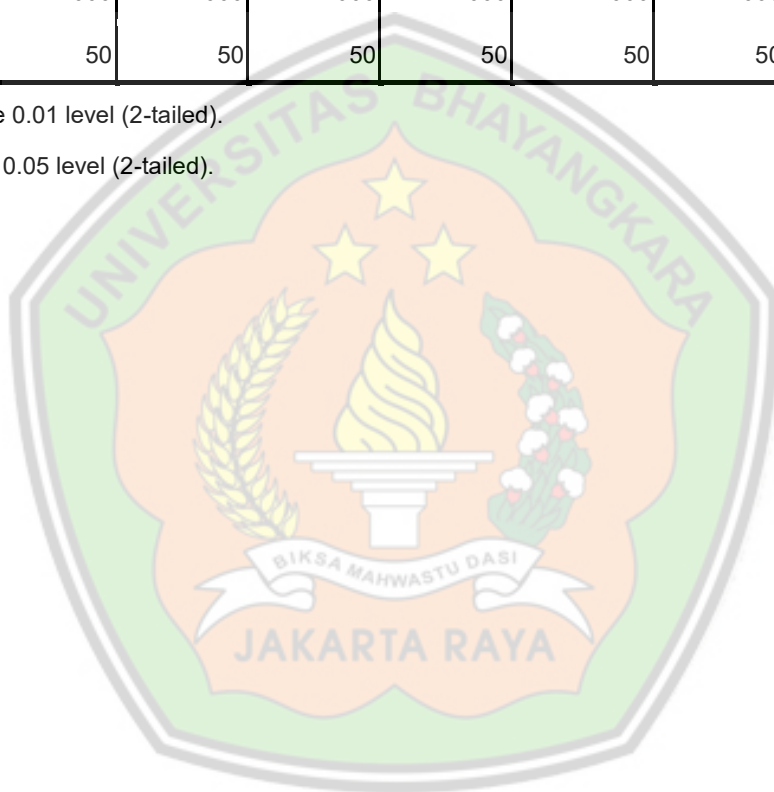 50 50 50 50 50
e 0.01 level (2-tailed).
0.05 level (2-tailed).
UNIVERSITAS BHAYANGKARA
BIKSA MAHWASTU DASI
JAKARTA RAYA